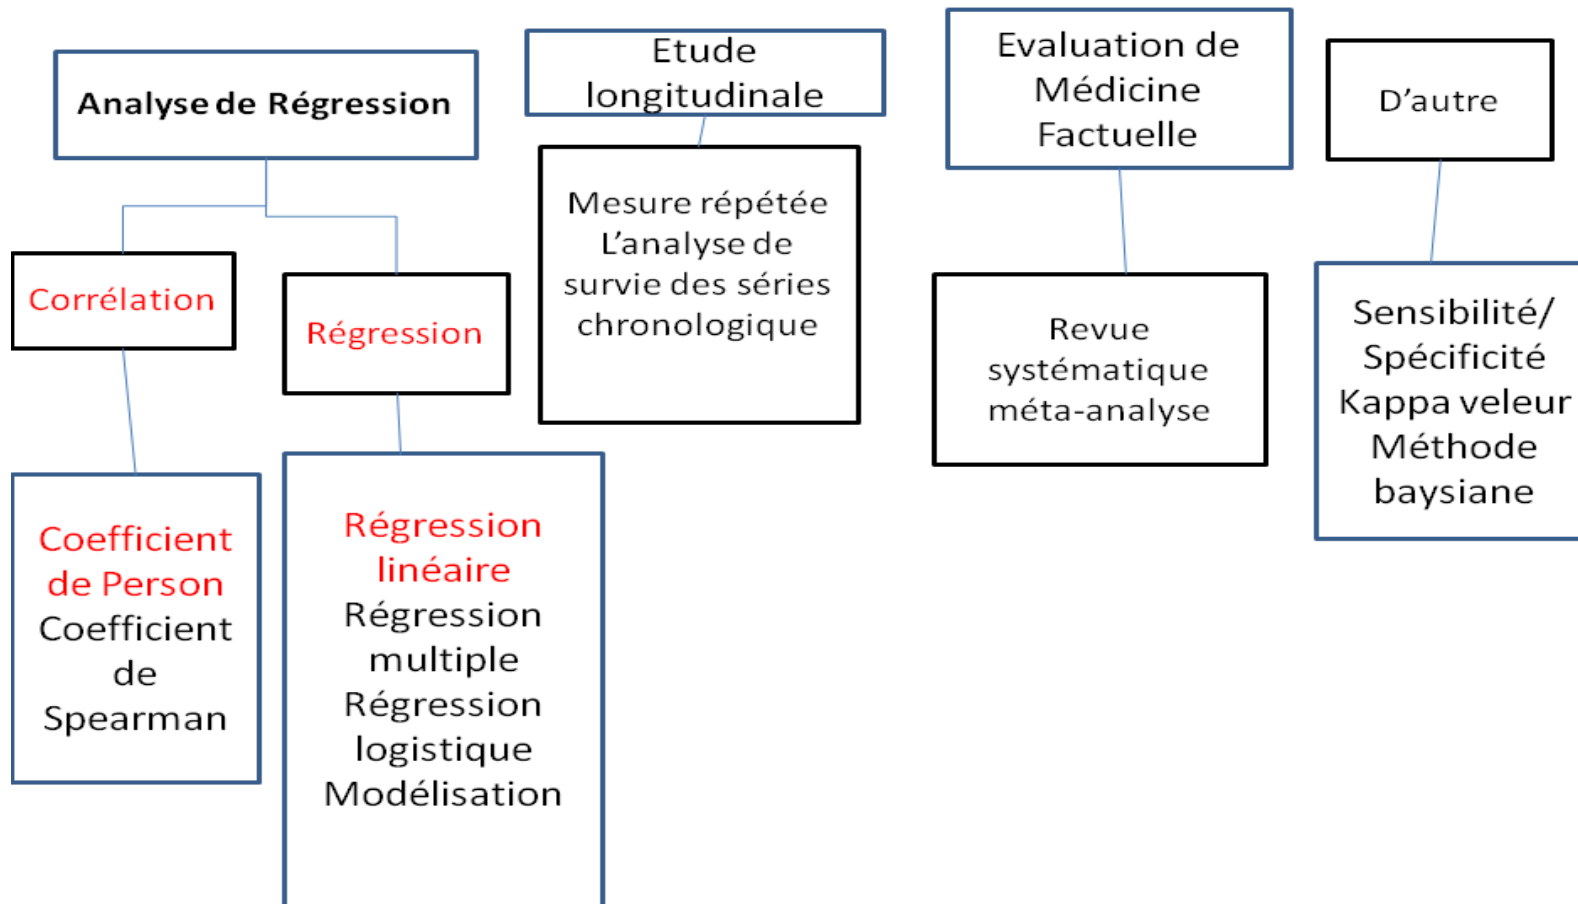 Analyse de Régression
Corrélation
Coefficient
de Person
Coefficient
de
Spearman
Régression
Régression
linéaire
Régression
multiple
Régression
logistique
Modélisation
Etude
longitudinale
Mesure répétée
L’analyse de
survie des séries
chronologique
Evaluation de
Médicine
Factuelle
Revue
systématique
méta-analyse
D’autre
Sensibilité/
Spécificité
Kappa veleur
Méthode
baysiane